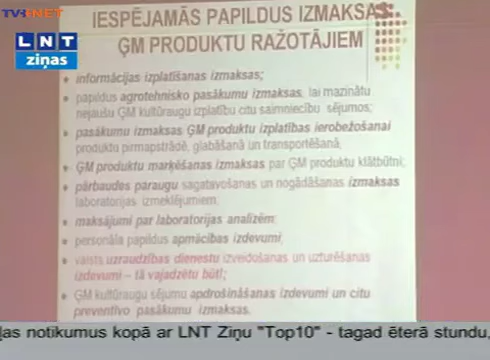 TVNET
LNT
ziņas
IESPĒJAMĀS PAPILDUS IZMAKSAS
ĢM PRODUKTU RAŽOTĀJIEM
informācijas izplatīšanas izmaksas;
papildus agrotehnisko pasākumu izmaksas, lai mazinātu
nejaušu ĢM kultūraugu izplatību citu saimniecību sējumos;
pasākumu izmaksas ĢM produktu izplatības ierobežošanai
produktu pirmapstrādē, glabāšanā un transportēšanā;
ĢM produktu marķēšanas izmaksas par ĢM produktu klātbūtni;
pārbaudes paraugu sagatavošanas un nogādāšanas izmaksas
laboratorijas izmeklējumiem;
maksājumi par laboratorijas analīzēm;
personāla papildus apmācības izdevumi;
valsts uzraudzības dienestu izveidošanas un uzturēšanas
izdevumi – tā vajadzētu būt!;
ĢM kultūraugu sējumu apdrošināšanas izdevumi un citu
preventīvo pasākumu izmaksas.
ļas notikumus kopā ar LNT Ziņu "Top10" - tagad ēterā stundu,